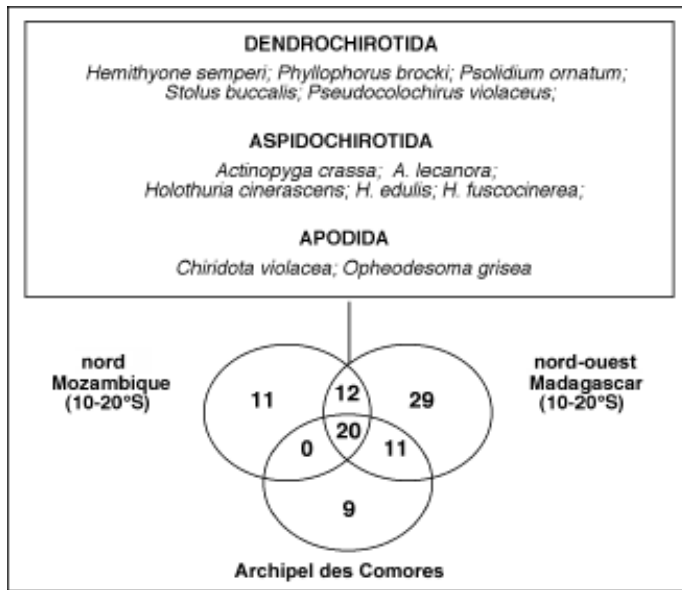 DENDROCHIROTIDA
Hemithyone semperi; Phyllophorus brocki; Psolidium ornatum;
Stolus buccalis; Pseudocolochirus violaceus;
ASPIDOCHIROTIDA
Actinopyga crassa; A. lecanora;
Holothuria cinerascens; H. edulis; H. fuscocinerea;
APODIDA
Chiridota violacea; Opheodesoma grisea
nord
Mozambique
(10-20°S)
nord-ouest
Madagascar
(10-20°S)
11
12
29
20
0
11
9
Archipel des Comores